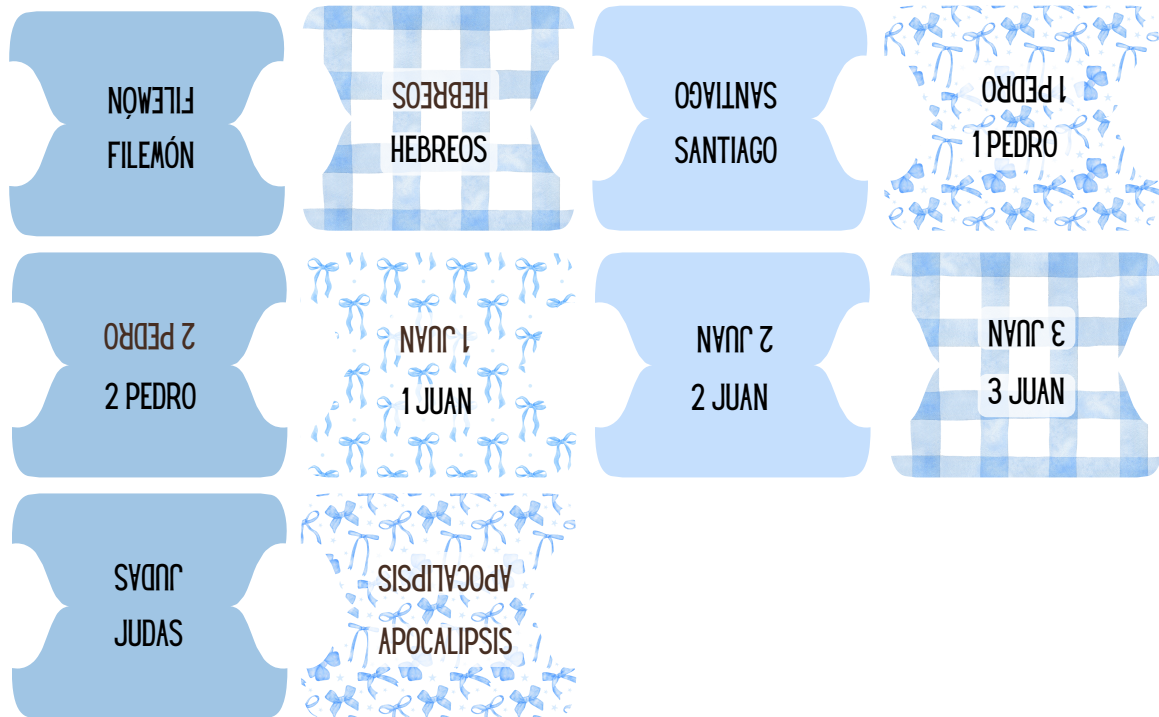 FILEMÓN
FILEMÓN
HEBREOS
HEBREOS
SANTIAGO
SANTIAGO
1 PEDRO
1 PEDRO
2 PEDRO
2 PEDRO
1 JUAN
1 JUAN
2 JUAN
2 JUAN
3 JUAN
3 JUAN
JUDAS
JUDAS
APOCALIPSIS
APOCALIPSIS